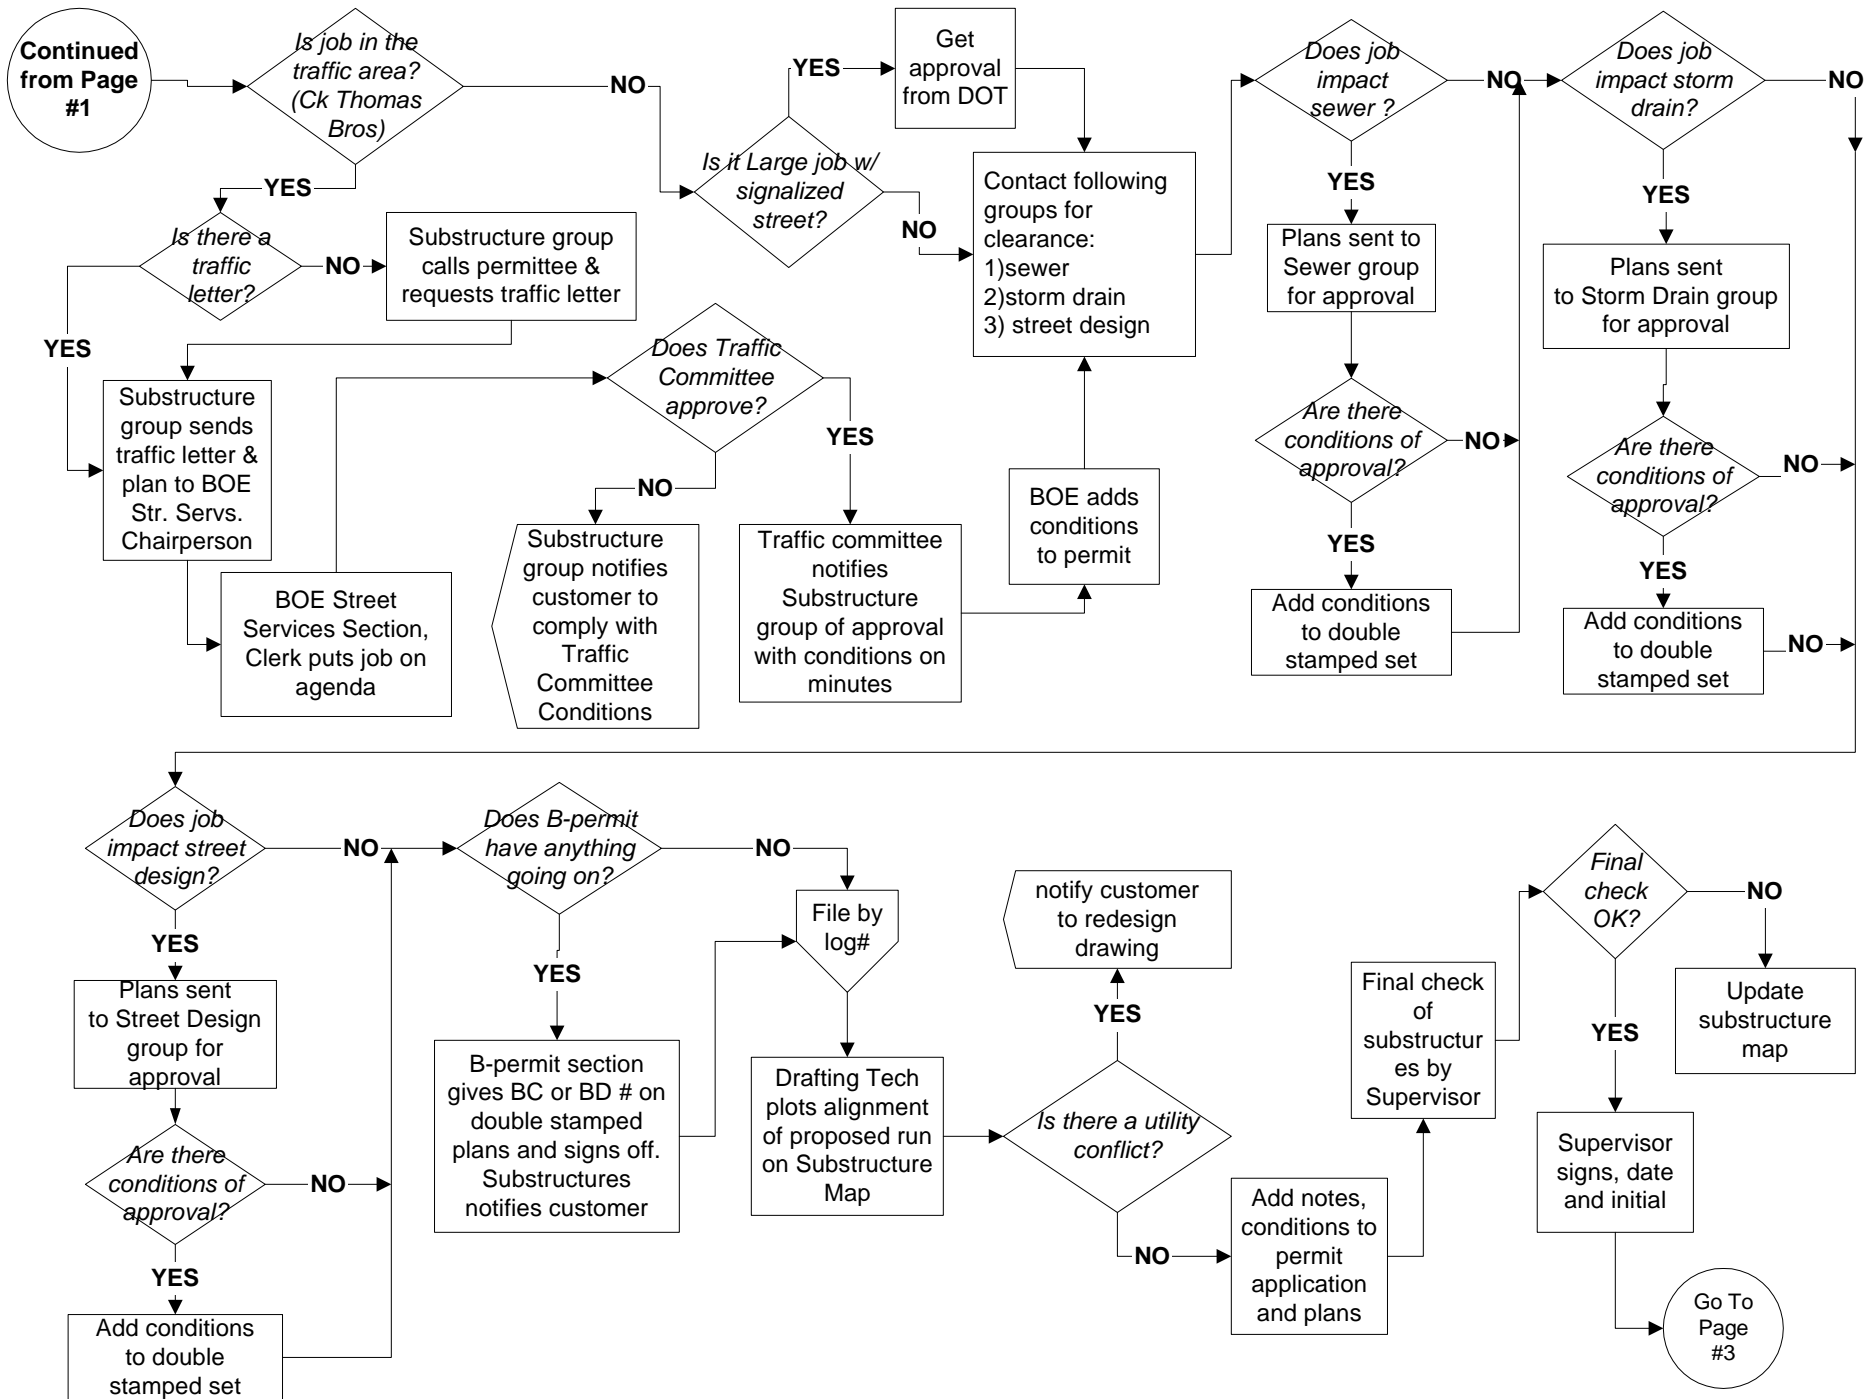 Continued
from Page
#1
Is job in the
traffic area?
(Ck Thomas
Bros)
NO
YES
Is there a
traffic
letter?
NO
Substructure group
calls permittee &
requests traffic letter
YES
Substructure
group sends
traffic letter &
plan to BOE
Str. Servs.
Chairperson
BOE Street
Services Section,
Clerk puts job on
agenda
Does Traffic
Committee
approve?
NO
Substructure
group notifies
customer to
comply with
Traffic
Committee
Conditions
YES
Traffic committee
notifies
Substructure
group of approval
with conditions on
minutes
BOE adds
conditions
to permit
Is it Large job w/
signalized
street?
YES
Get
approval
from DOT
NO
Contact following
groups for
clearance:
1)sewer
2)storm drain
3) street design
Does job
impact
sewer ?
NO
YES
Plans sent to
Sewer group
for approval
Are there
conditions of
approval?
NO
YES
Add conditions
to double
stamped set
Does job
impact storm
drain?
NO
YES
Plans sent
to Storm Drain group
for approval
Are there
conditions of
approval?
NO
YES
Add conditions
to double
stamped set
NO
Does job
impact street
design?
NO
YES
Plans sent
to Street Design
group for
approval
Are there
conditions of
approval?
NO
YES
Add conditions
to double
stamped set
Does B-permit
have anything
going on?
NO
YES
B-permit section
gives BC or BD # on
double stamped
plans and signs off.
Substructures
notifies customer
File by
log#
Drafting Tech
plots alignment
of proposed run
on Substructure
Map
Is there a utility
conflict?
YES
notify customer
to redesign
drawing
NO
Add notes,
conditions to
permit
application
and plans
Final check
of
substructur
es by
Supervisor
Final
check
OK?
NO
Update
substructure
map
YES
Supervisor
signs, date
and initial
Go To
Page
#3